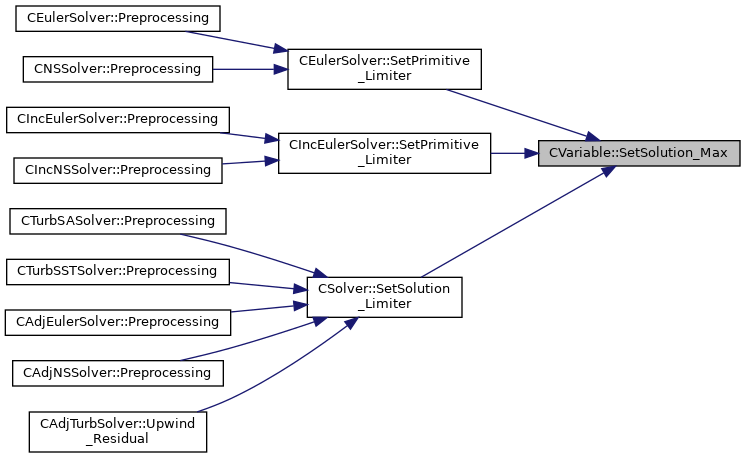 CEulerSolver::Preprocessing
CNSSolver::Preprocessing
CEulerSolver::SetPrimitive
_Limiter
CIncEulerSolver::Preprocessing
CIncNSSolver::Preprocessing
CIncEulerSolver::SetPrimitive
_Limiter
CVariable::SetSolution_Max
CTurbSASolver::Preprocessing
CTurbSSTSolver::Preprocessing
CAdjEulerSolver::Preprocessing
CAdjNSSolver::Preprocessing
CAdjTurbSolver::Upwind
_Residual
CSolver::SetSolution
_Limiter